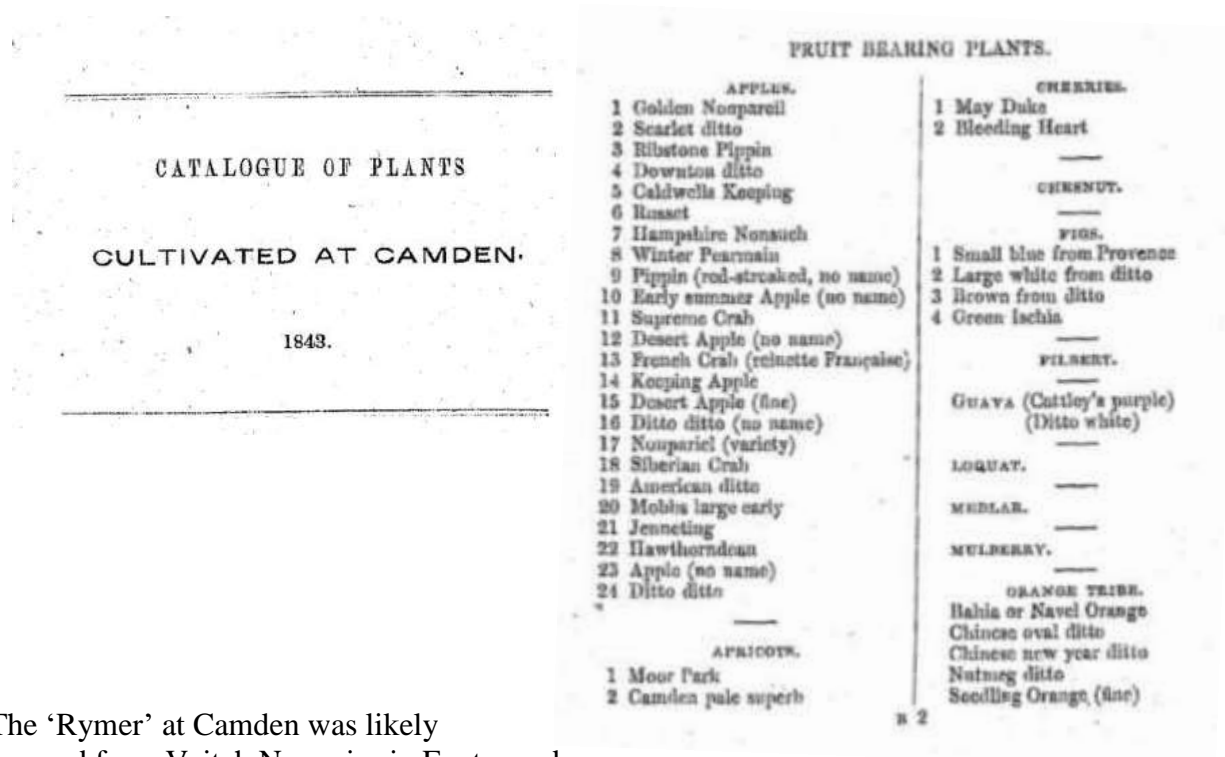 CATALOGUE OF PLANTS
CULTIVATED AT CAMDEN.
1843.
FRUIT BEARING PLANTS.
APPLES.
1 Golden Nonpareil
2 Scarlet ditto
3 Ribstone Pippin
4 Downton ditto
5 Caldwells Keeping
6 Russet
7 Hampshire Nonsuch
8 Winter Pearmain
9 Pippin (red-streaked, no name)
10 Early summer Apple (no name)
11 Supreme Crab
12 Desert Apple (no name)
13 French Crab (reinette Française)
14 Keeping Apple
15 Desert Apple (fine)
16 Ditto ditto (no name)
17 Nonpariel (variety)
18 Siberian Crab
19 American ditto
20 Mobbs large early
21 Jenneting
22 Hawthorndean
23 Apple (no name)
24 Ditto ditto
APRICOTS.
1 Moor Park
2 Camden pale superb
CHERRIES.
1 May Duke
2 Bleeding Heart
CHESNUT.
FIGS.
1 Small blue from Provence
2 Large white from ditto
3 Brown from ditto
4 Green Ischia
FILBERT.
GUAVA (Cattley's purple)
(Ditto white)
LOQUAT.
MEDLAR.
MULBERRY.
ORANGE TRIBE.
Bahia or Navel Orange
Chinese oval ditto
Chinese new year ditto
Nutmeg ditto
Seedling Orange (fine)
B 2
The ‘Rymer’ at Camden was likely